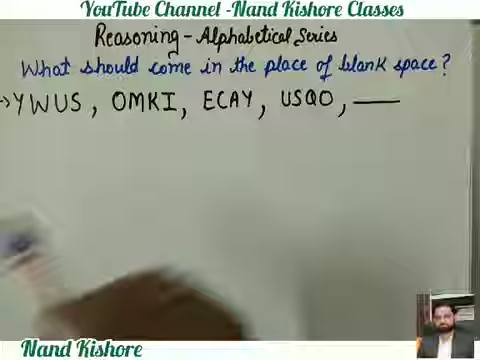 YouTube Channel -Nand Kishore Classes
Reasoning - Alphabetical Series
What should come in the place of blank space?
→ YWUS, OMKI, ECAY, USQO, ___
Nand Kishore